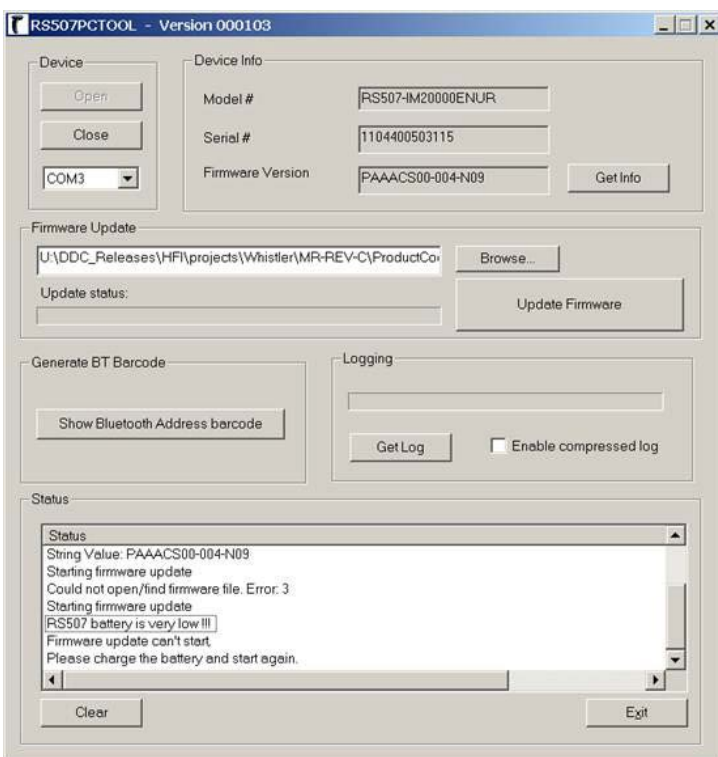 RS507PCTOOL - Version 000103
Device
Open
Close
COM3
Device Info
Model #
RS507-IM20000ENUR
Serial #
1104400503115
Firmware Version
PAAACS00-004-N09
Get Info
Firmware Update
U:\DDC_Releases\HFI\projects\Whistler\MR-REV-C\ProductCo
Browse...
Update status:
Update Firmware
Generate BT Barcode
Show Bluetooth Address barcode
Logging
Get Log
Enable compressed log
Status
Status
String Value: PAAACS00-004-N09
Starting firmware update
Could not open/find firmware file. Error: 3
Starting firmware update
RS507 battery is very low !!!
Firmware update can't start,
Please charge the battery and start again.
Clear
Exit